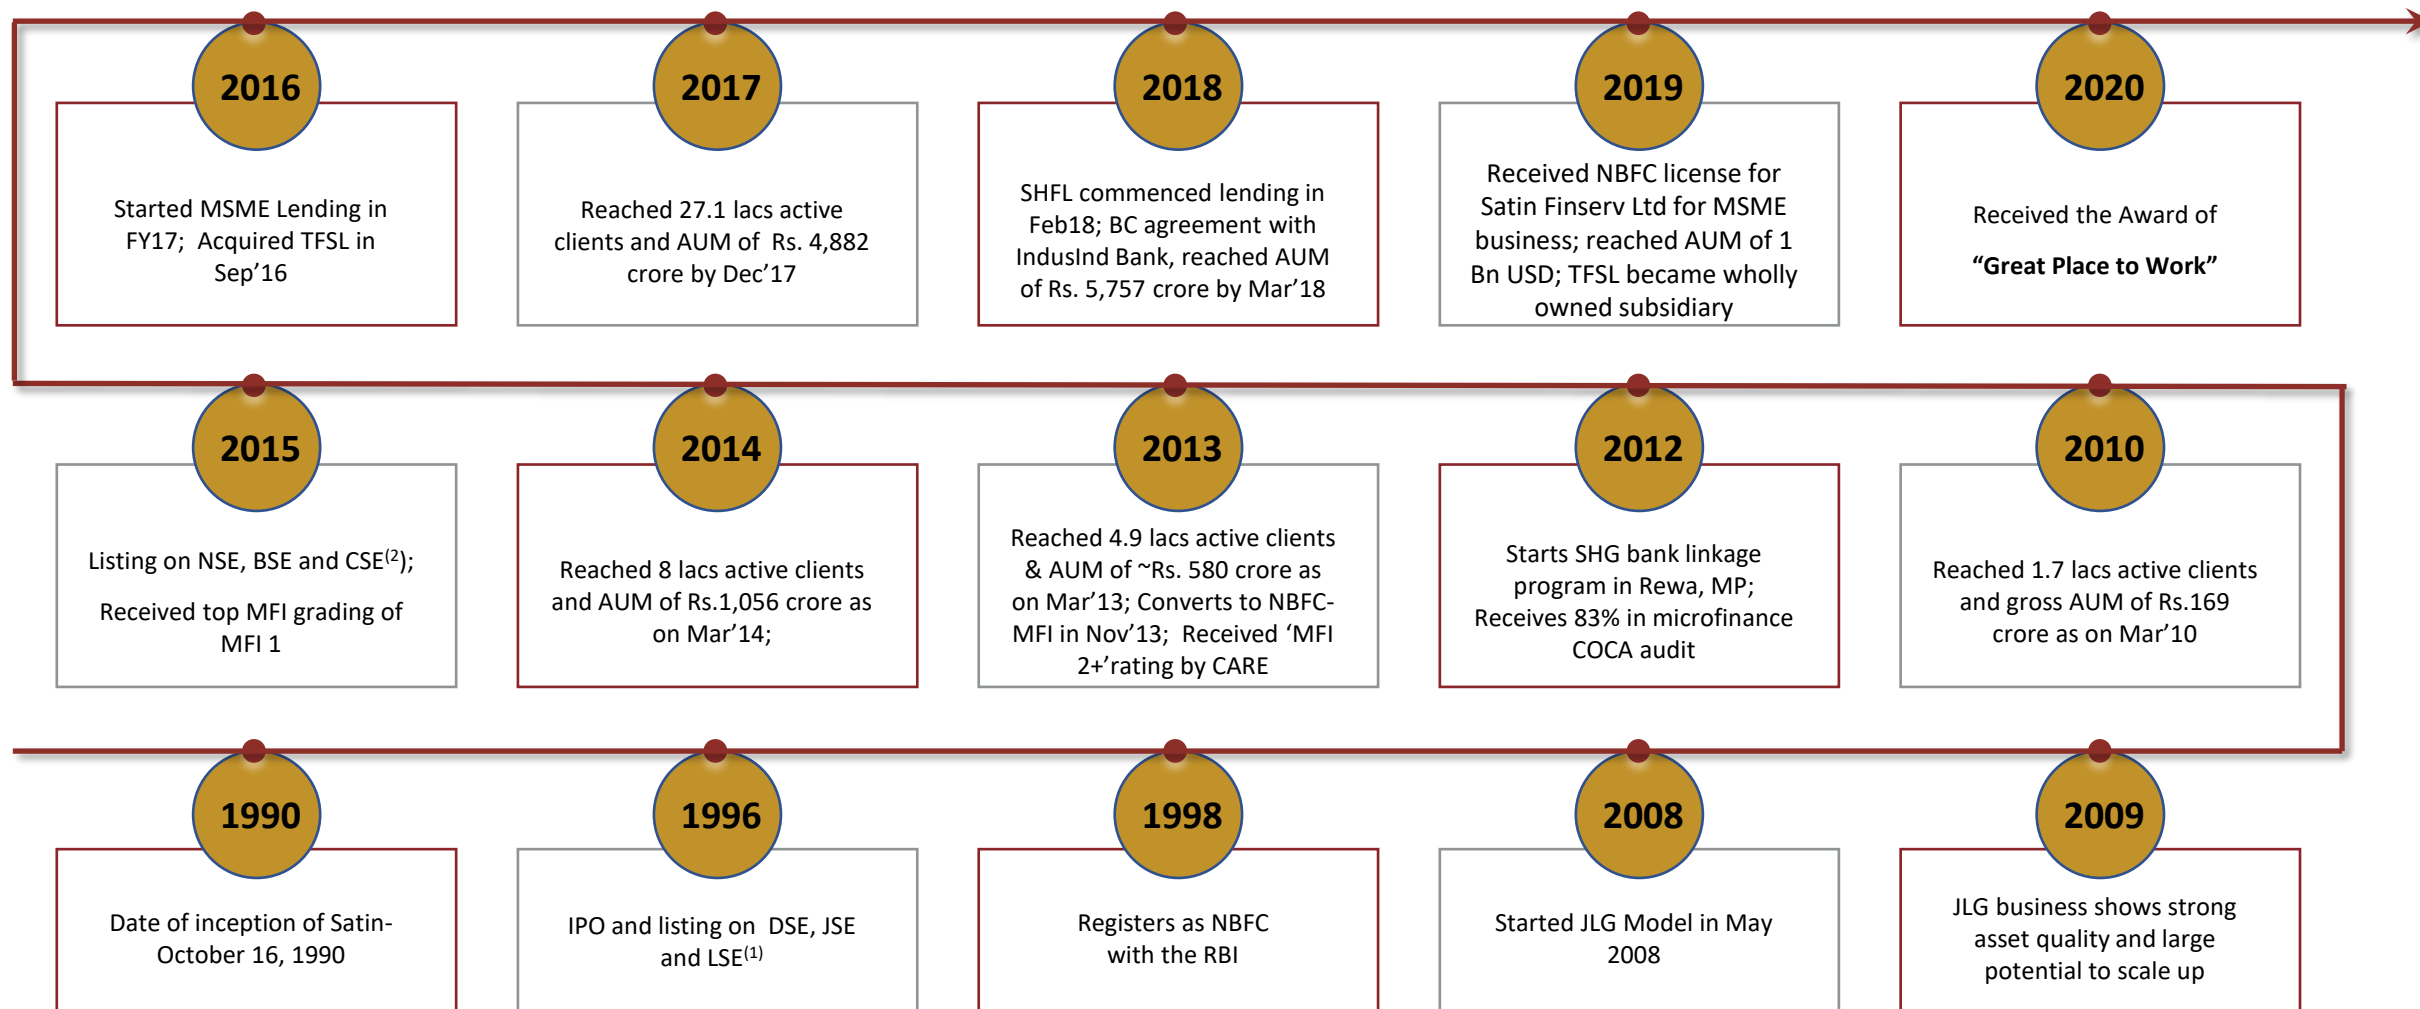 2016
Started MSME Lending in
FY17; Acquired TFSL in
Sep'16
2017
Reached 27.1 lacs active
clients and AUM of Rs. 4,882
crore by Dec'17
2018
SHFL commenced lending in
Feb18; BC agreement with
IndusInd Bank, reached AUM
of Rs. 5,757 crore by Mar'18
2019
Received NBFC license for
Satin Finserv Ltd for MSME
business; reached AUM of 1
Bn USD; TFSL became wholly
owned subsidiary
2020
Received the Award of
“Great Place to Work”
2015
Listing on NSE, BSE and CSE(2);
Received top MFI grading of
MFI 1
2014
Reached 8 lacs active clients
and AUM of Rs.1,056 crore as
on Mar’14;
2013
Reached 4.9 lacs active clients
& AUM of ~Rs. 580 crore as
on Mar’13; Converts to NBFC-
MFI in Nov’13; Received ‘MFI
2+’rating by CARE
2012
Starts SHG bank linkage
program in Rewa, MP;
Receives 83% in microfinance
COCA audit
2010
Reached 1.7 lacs active clients
and gross AUM of Rs.169
crore as on Mar’10
1990
Date of inception of Satin-
October 16, 1990
1996
IPO and listing on DSE, JSE
and LSE(1)
1998
Registers as NBFC
with the RBI
2008
Started JLG Model in May
2008
2009
JLG business shows strong
asset quality and large
potential to scale up